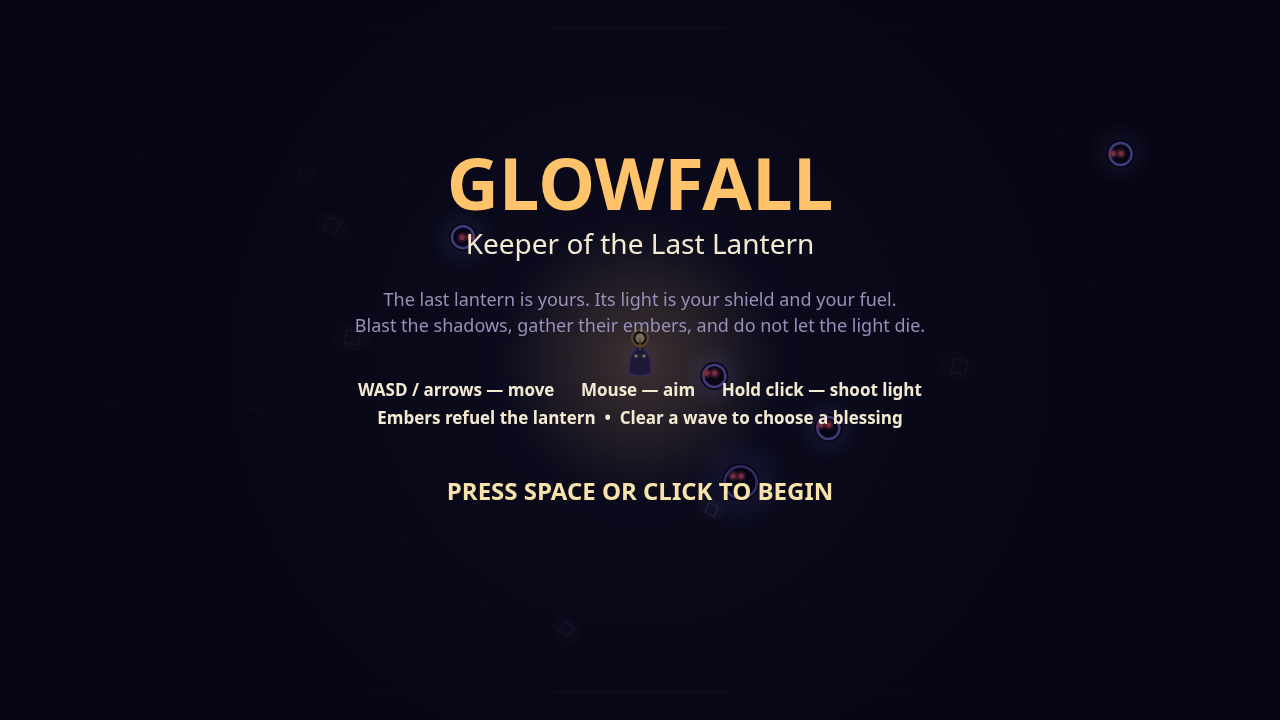 GLOWFALL
Keeper of the Last Lantern
The last lantern is yours. Its light is your shield and your fuel.
Blast the shadows, gather their embers, and do not let the light die.
WASD / arrows — move Mouse — aim Hold click — shoot light
Embers refuel the lantern • Clear a wave to choose a blessing
PRESS SPACE OR CLICK TO BEGIN